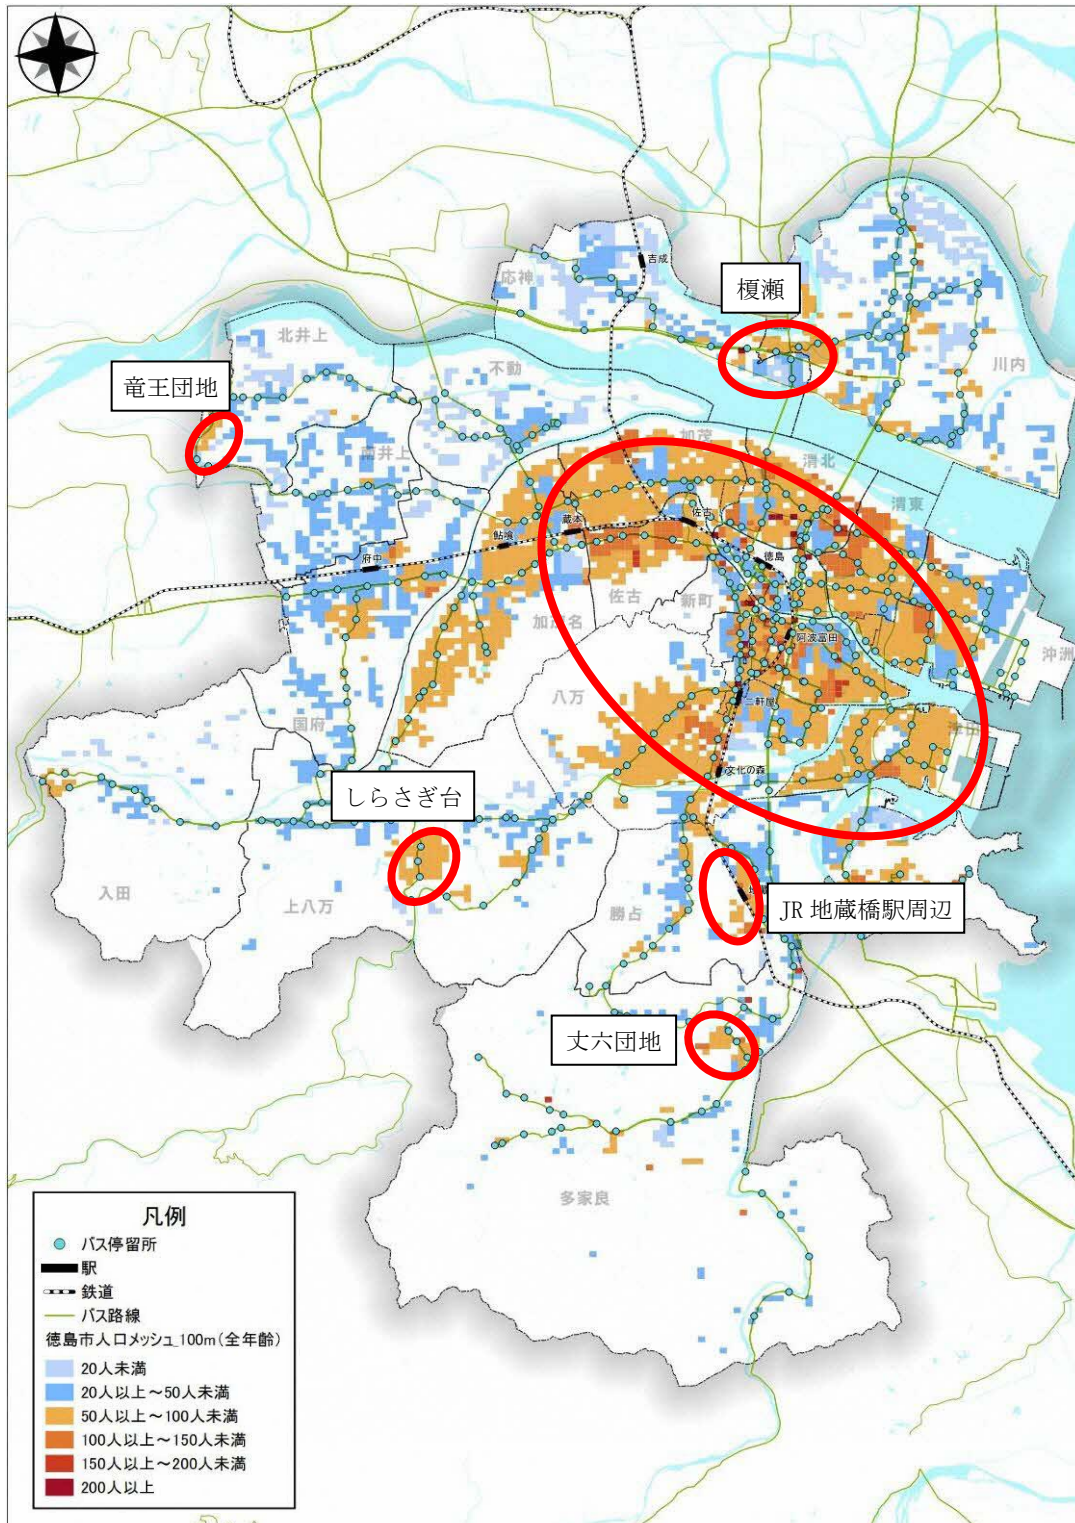 吉成
応神
榎瀬
川内
北井上
不動
竜王団地
南井上
加茂
渭北
渭東
佐古
蔵本
鮎喰
府中
徳島
佐古
新町
加茂名
阿波富田
沖洲
八万
二軒屋
津田
国府
文化の森
しらさぎ台
入田
上八万
勝占
JR 地蔵橋駅周辺
丈六団地
多家良
凡例
バス停留所
駅
鉄道
バス路線
徳島市人口メッシュ_100m(全年齢)
20人未満
20人以上～50人未満
50人以上～100人未満
100人以上～150人未満
150人以上～200人未満
200人以上